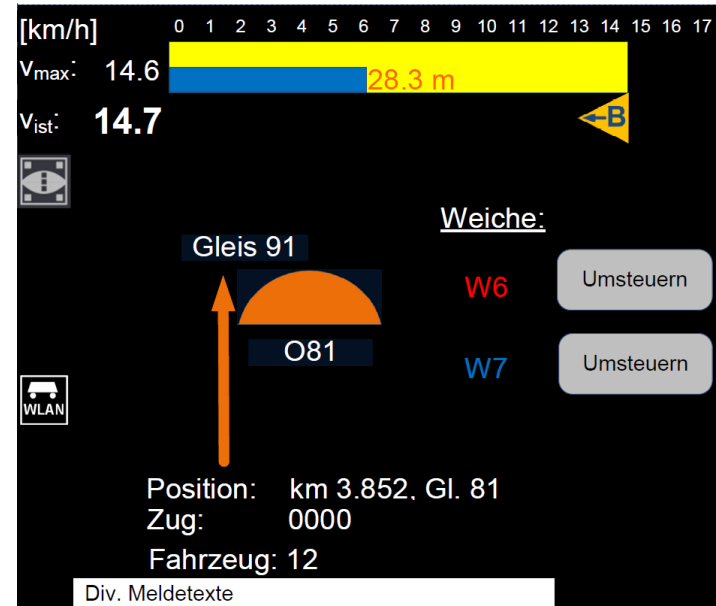 [km/h] 0 1 2 3 4 5 6 7 8 9 10 11 12 13 14 15 16 17
vmax: 14.6
28.3 m
vist: 14.7
←B
Weiche:
Gleis 91
W6 Umsteuern
O81
W7 Umsteuern
WLAN
Position: km 3.852, Gl. 81
Zug: 0000
Fahrzeug: 12
Div. Meldetexte